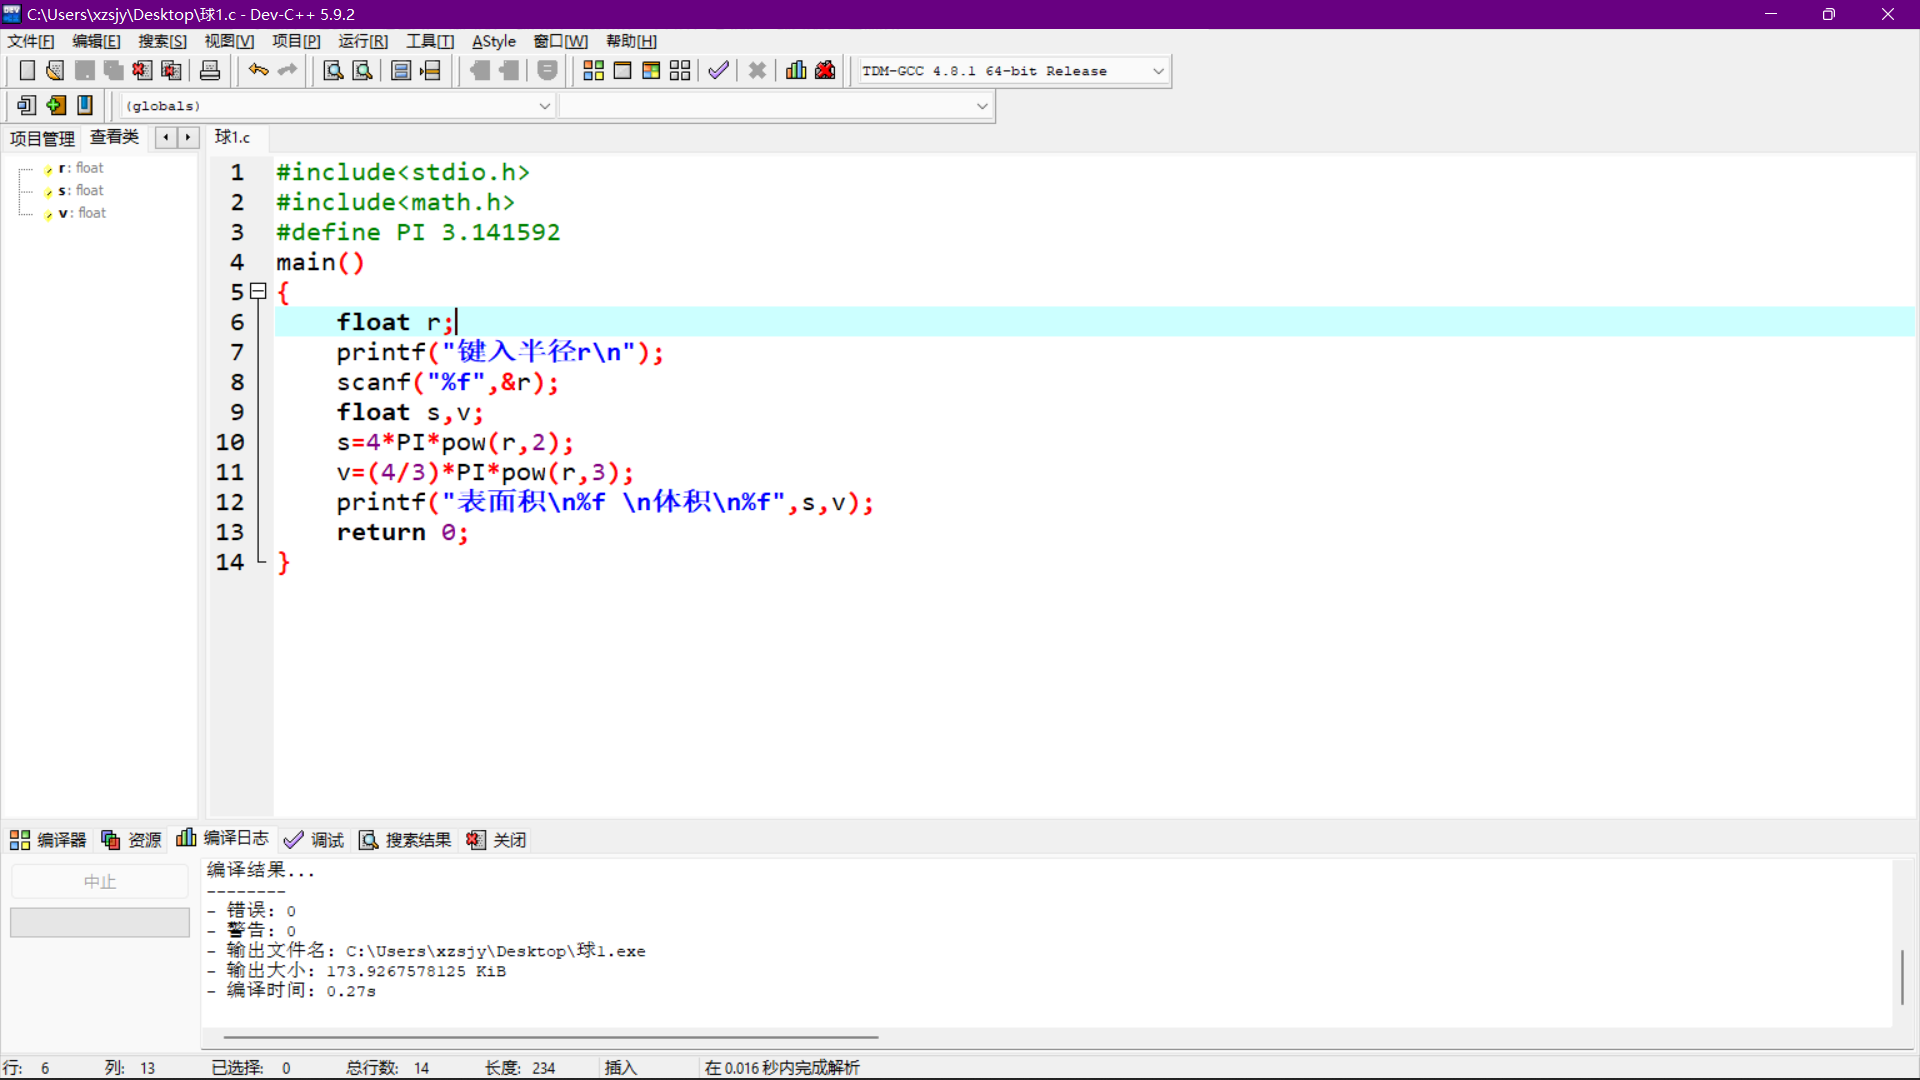 C:\Users\xzsjy\Desktop\球1.c - Dev-C++ 5.9.2
文件[F] 编辑[E] 搜索[S] 视图[V] 项目[P] 运行[R] 工具[T] AStyle 窗口[W] 帮助[H]
TDM-GCC 4.8.1 64-bit Release
(globals)
项目管理 查看类 球1.c
r : float
s : float
v : float
1 #include<stdio.h>
2 #include<math.h>
3 #define PI 3.141592
4 main()
5 {
6 float r;
7 printf("键入半径r\n");
8 scanf("%f",&r);
9 float s,v;
10 s=4*PI*pow(r,2);
11 v=(4/3)*PI*pow(r,3);
12 printf("表面积\n%f \n体积\n%f",s,v);
13 return 0;
14 }
编译器 资源 编译日志 调试 搜索结果 关闭
中止
编译结果...
--------
- 错误: 0
- 警告: 0
- 输出文件名: C:\Users\xzsjy\Desktop\球1.exe
- 输出大小: 173.9267578125 KiB
- 编译时间: 0.27s
行: 6 列: 13 已选择: 0 总行数: 14 长度: 234 插入 在 0.016 秒内完成解析